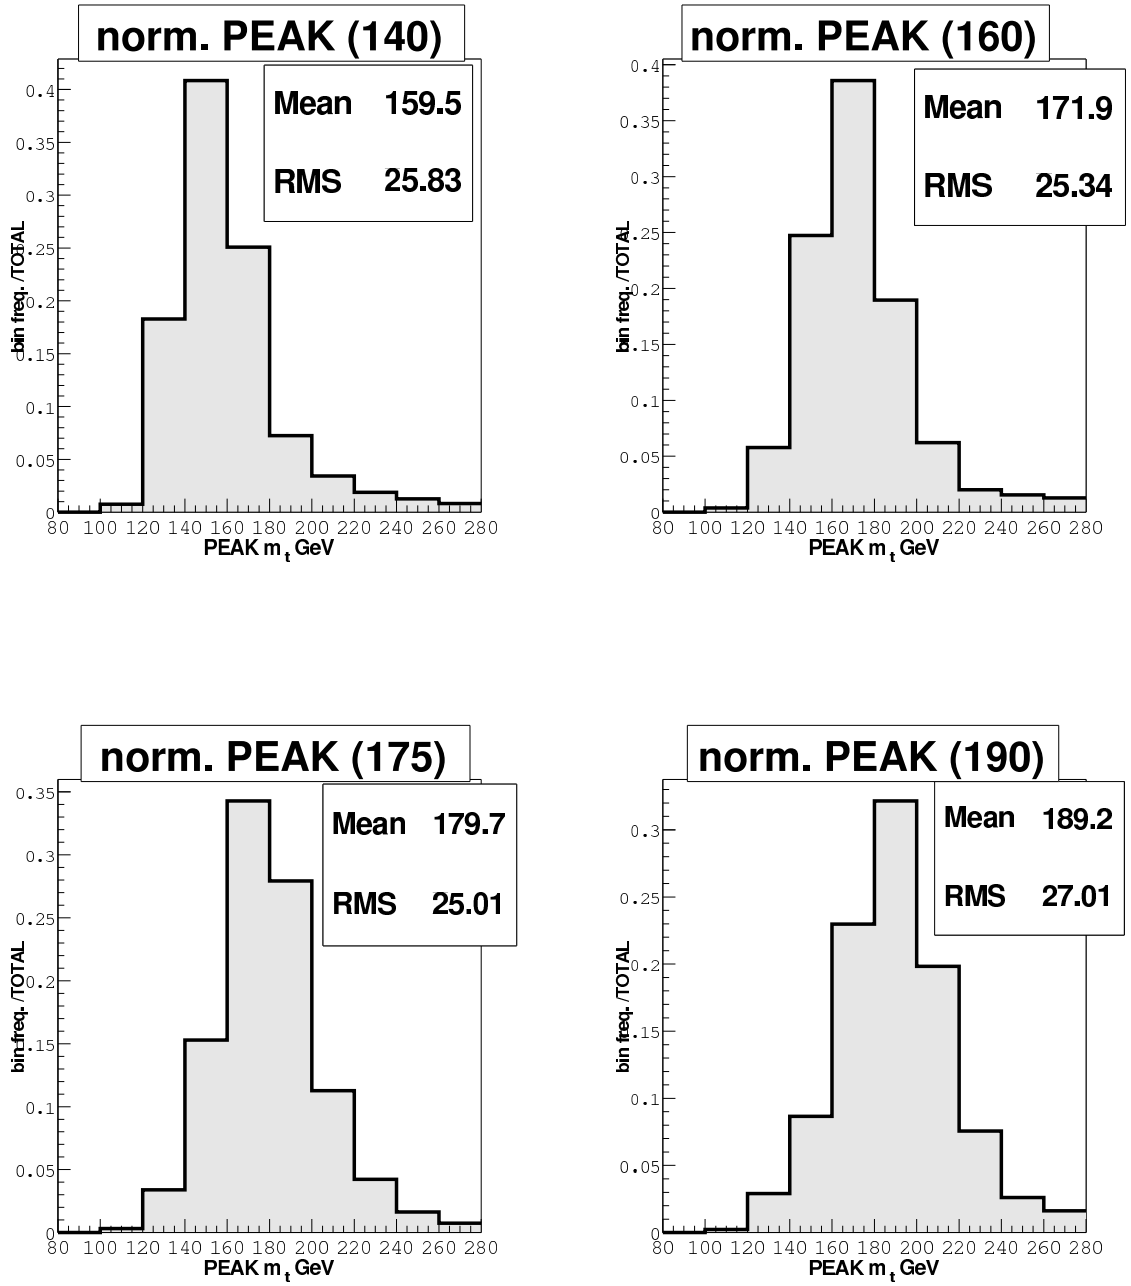 norm. PEAK (140)
Mean 159.5
RMS 25.83
0.4
0.35
0.3
0.25
0.2
0.15
0.1
0.05
0
bin freq. /TOTAL
80 100 120 140 160 180 200 220 240 260 280
PEAK m t GeV
norm. PEAK (160)
Mean 171.9
RMS 25.34
0.4
0.35
0.3
0.25
0.2
0.15
0.1
0.05
0
bin freq. /TOTAL
80 100 120 140 160 180 200 220 240 260 280
PEAK m t GeV
norm. PEAK (175)
Mean 179.7
RMS 25.01
0.35
0.3
0.25
0.2
0.15
0.1
0.05
0
bin freq. /TOTAL
80 100 120 140 160 180 200 220 240 260 280
PEAK m t GeV
norm. PEAK (190)
Mean 189.2
RMS 27.01
0.3
0.25
0.2
0.15
0.1
0.05
0
bin freq. /TOTAL
80 100 120 140 160 180 200 220 240 260 280
PEAK m t GeV